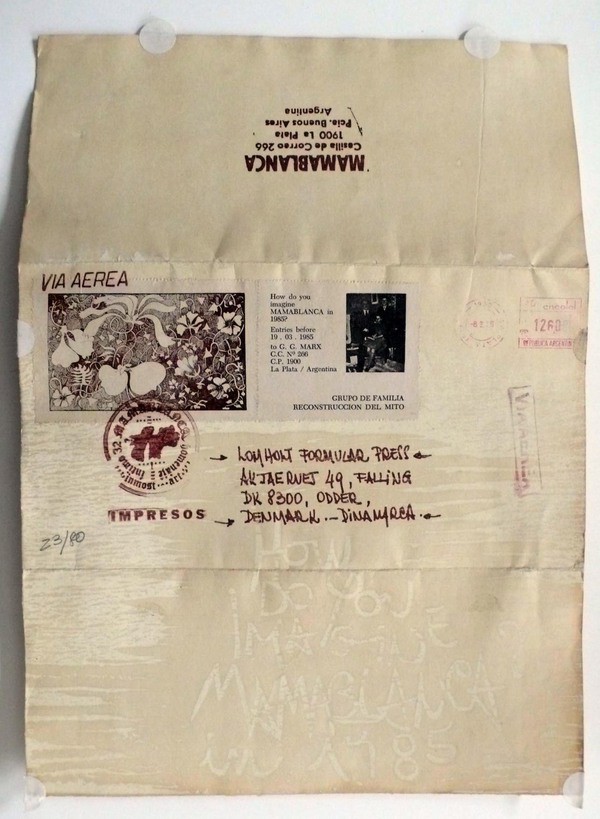 MAMABLANCA
Casilla de Correo 266
1900 La Plata
Pcia. Buenos Aires
Argentina
VIA AEREA
How do you
imagine
MAMABLANCA in
1985?
Entries before
19 . 03 . 1985
to G. G. MARX
C.C. Nº 266
C.P. 1900
La Plata / Argentina
GRUPO DE FAMILIA
RECONSTRUCCION DEL MITO
1260
LOMHOLT FORMULAR PRESS
AKJAERVEJ 49, FALLING
DK 8300, ODDER,
DENMARK.-DINAMARCA.
IMPRESOS
23/80
HOW
DO YOU
IMAGINE
MAMABLANCA
in 1985